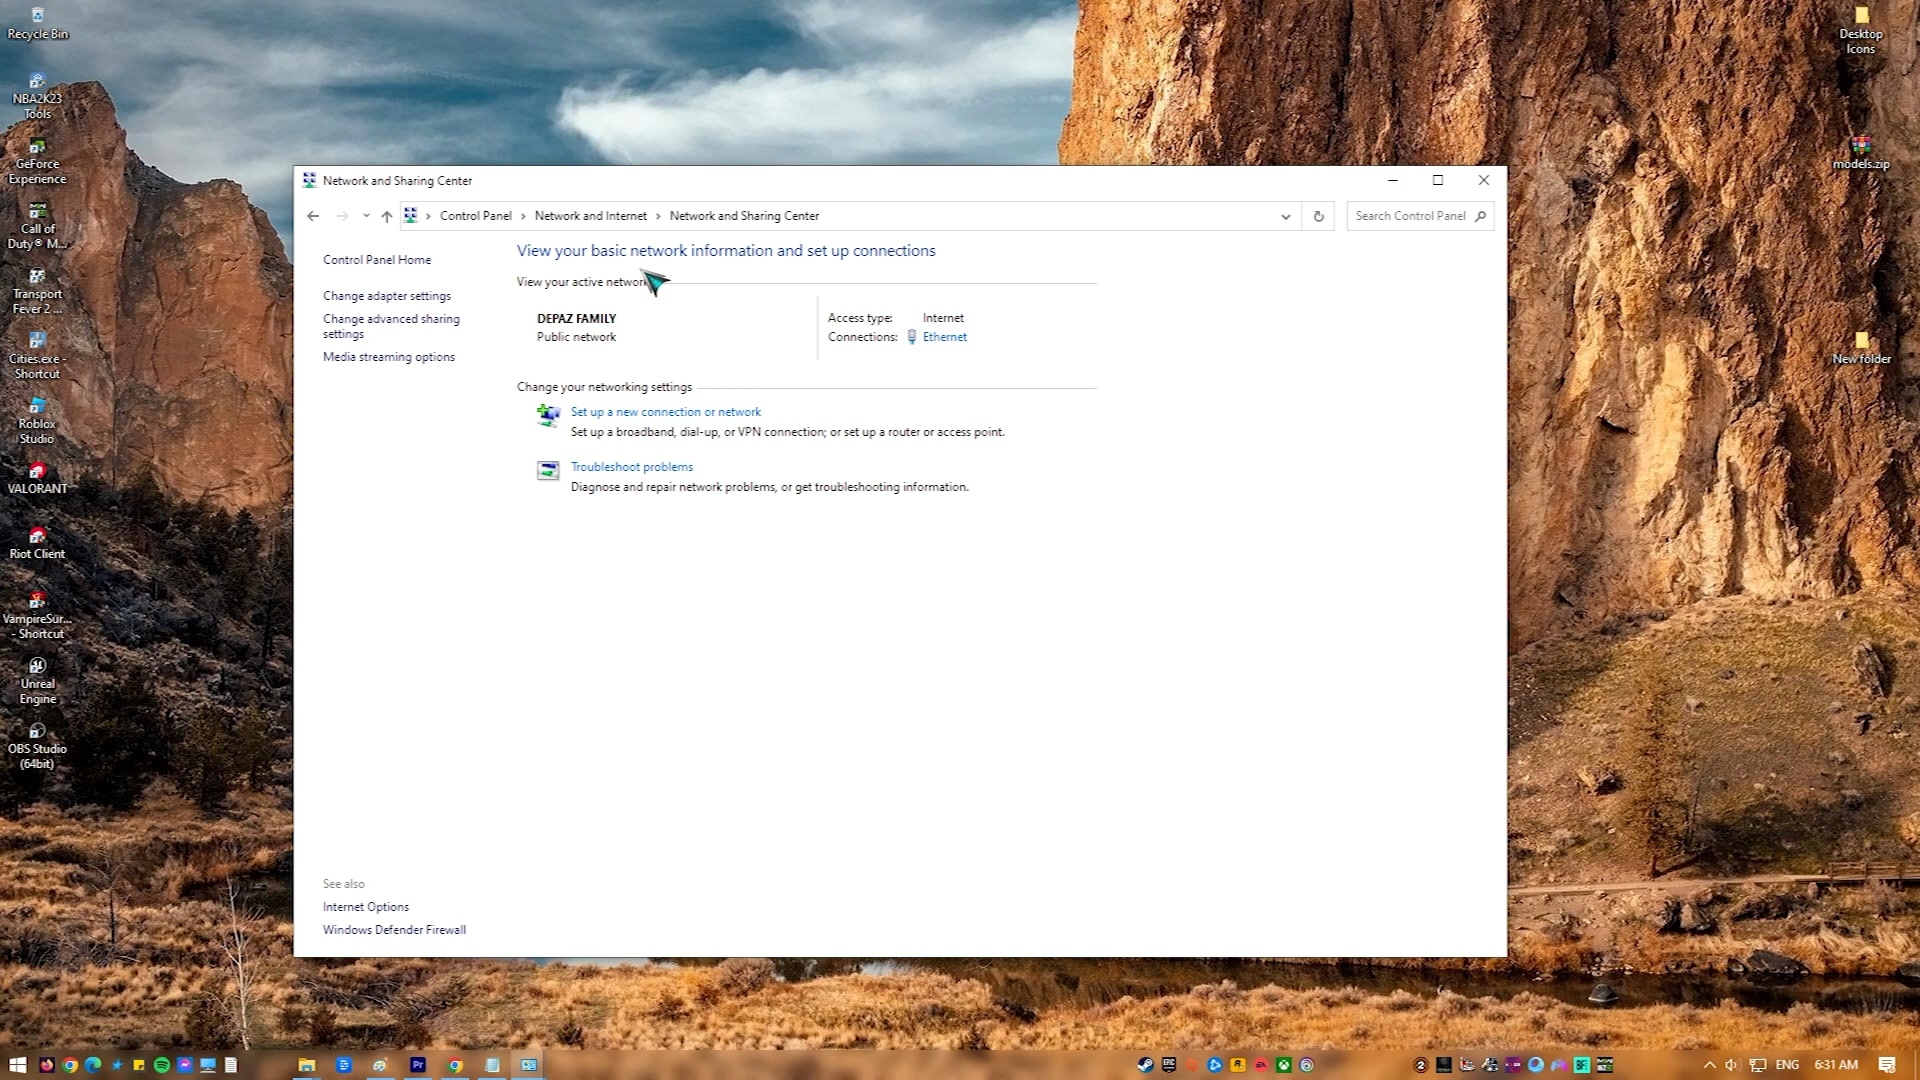 Recycle Bin
NBA2K23
Tools
GeForce
Experience
Call of
Duty® M...
Transport
Fever 2 ...
Cities.exe -
Shortcut
Roblox
Studio
VALORANT
Riot Client
VampireSur...
- Shortcut
Unreal
Engine
OBS Studio
(64bit)
Desktop
Icons
models.zip
New folder
Network and Sharing Center
Control Panel > Network and Internet > Network and Sharing Center
Search Control Panel
Control Panel Home
Change adapter settings
Change advanced sharing
settings
Media streaming options
See also
Internet Options
Windows Defender Firewall
View your basic network information and set up connections
View your active network
DEPAZ FAMILY
Public network
Access type: Internet
Connections: Ethernet
Change your networking settings
Set up a new connection or network
Set up a broadband, dial-up, or VPN connection; or set up a router or access point.
Troubleshoot problems
Diagnose and repair network problems, or get troubleshooting information.
Pr
ENG
6:31 AM